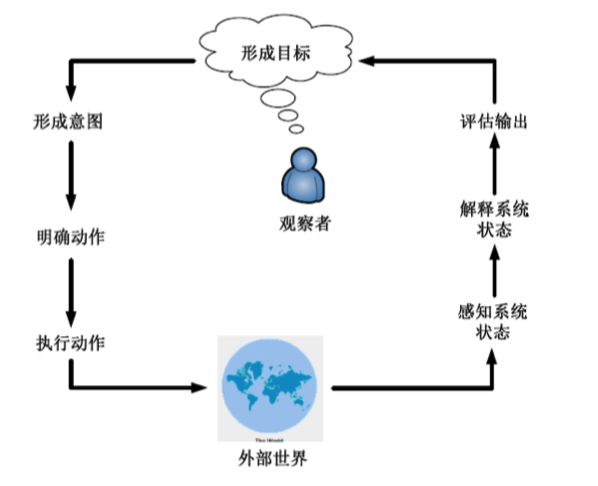 形成目标
形成意图
评估输出
观察者
解释系统
状态
明确动作
感知系统
状态
执行动作
外部世界